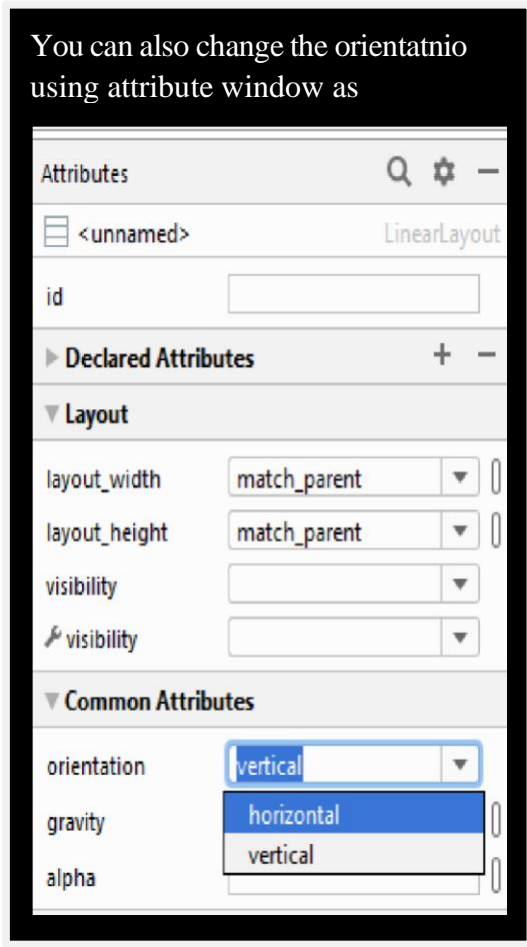 You can also change the orientatnio
using attribute window as
Attributes
<unnamed> LinearLayout
id
Declared Attributes
Layout
layout_width match_parent
layout_height match_parent
visibility
visibility
Common Attributes
orientation vertical
gravity horizontal
vertical
alpha